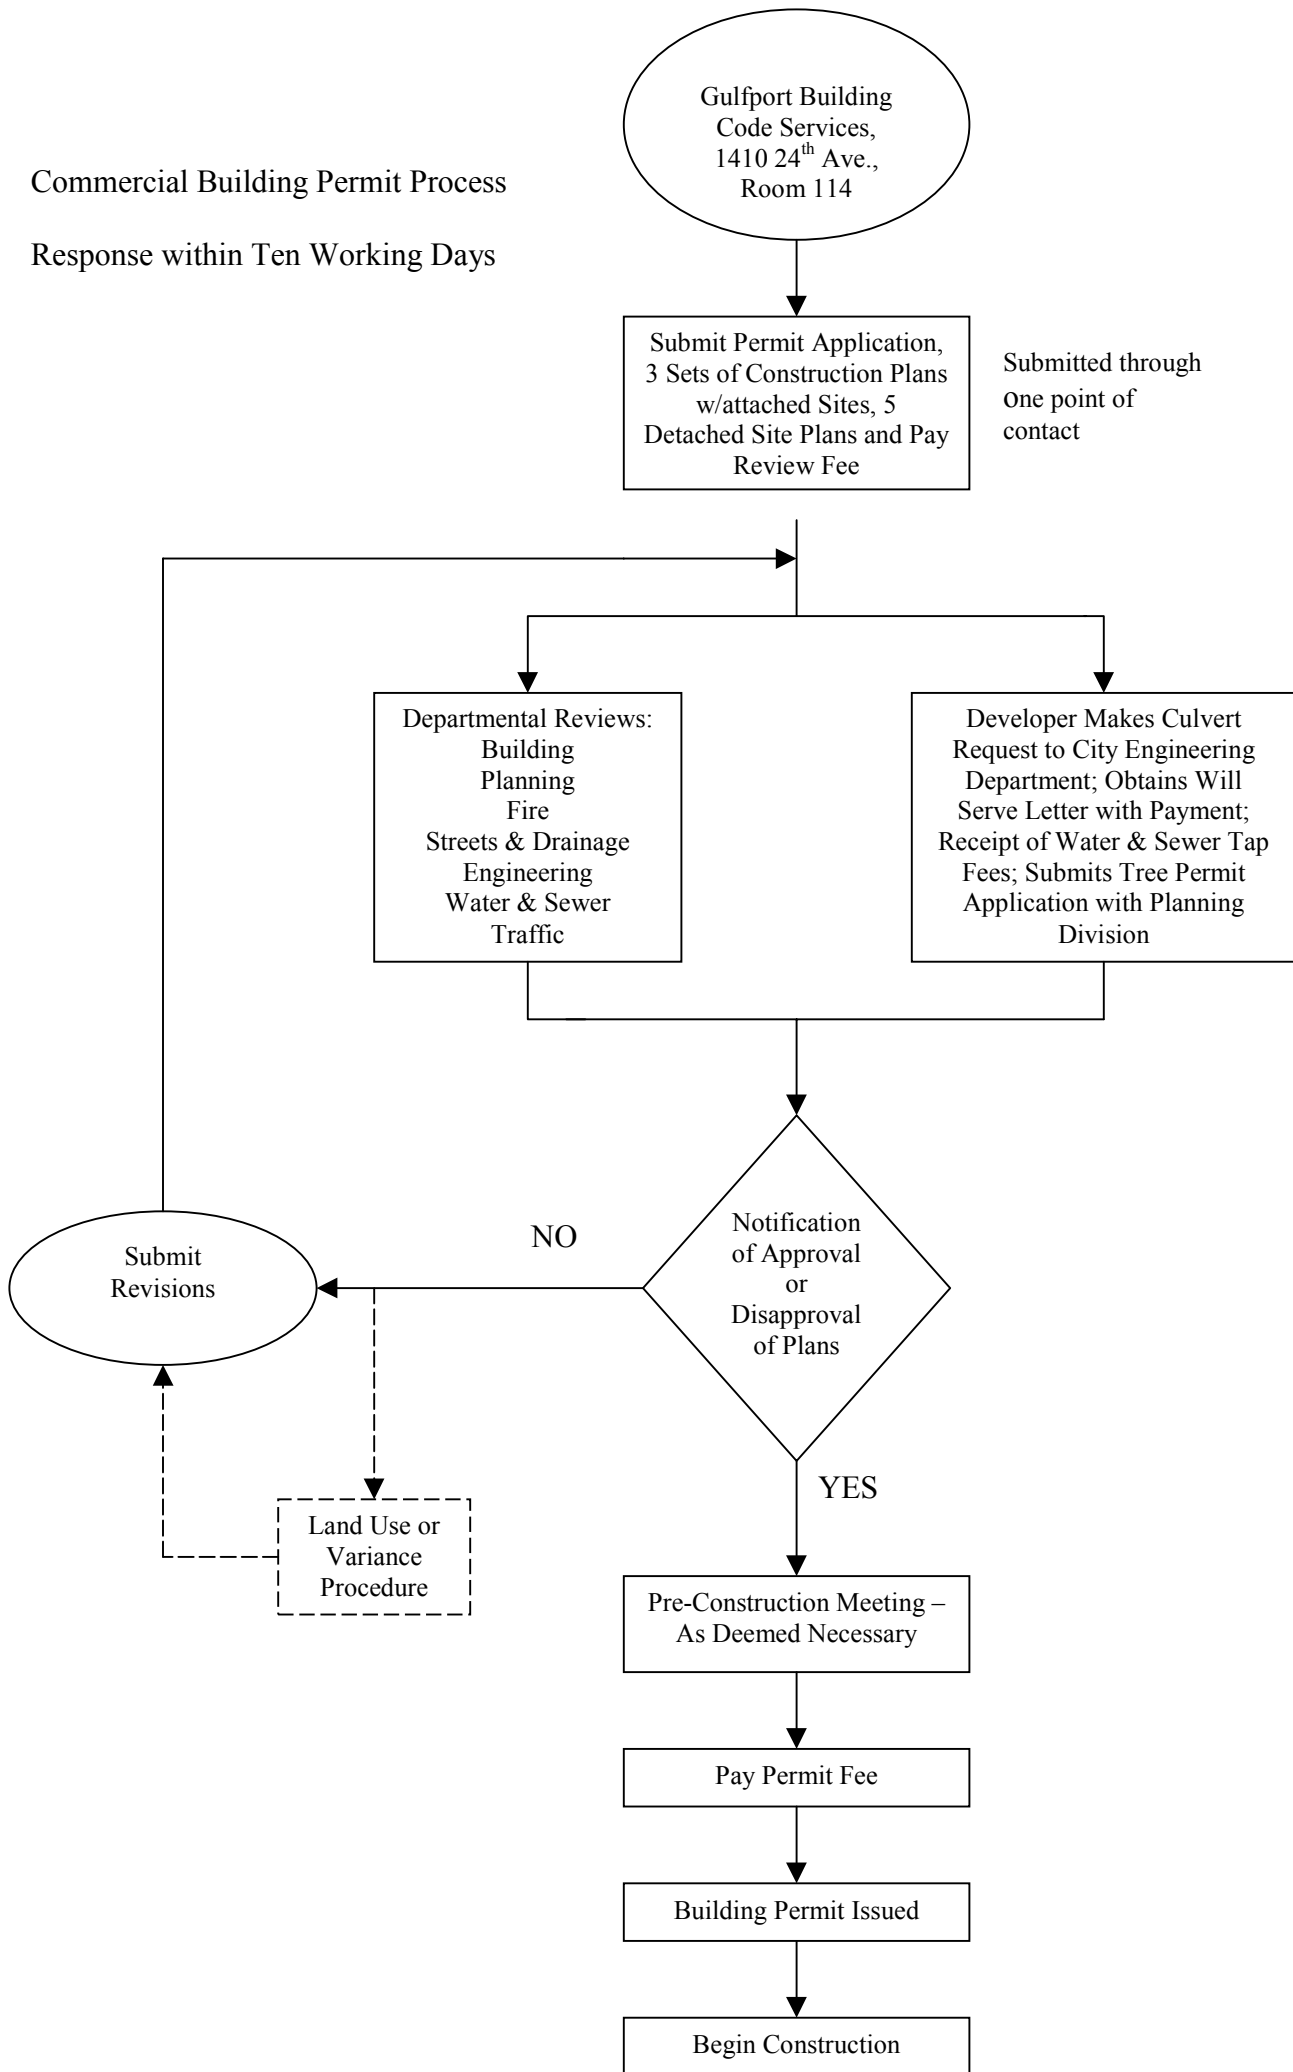 Gulfport Building
Code Services,
1410 24th Ave.,
Room 114
Commercial Building Permit Process
Response within Ten Working Days
Submit Permit Application,
3 Sets of Construction Plans
w/attached Sites, 5
Detached Site Plans and Pay
Review Fee
Submitted through
one point of
contact
Departmental Reviews:
Building
Planning
Fire
Streets & Drainage
Engineering
Water & Sewer
Traffic
Developer Makes Culvert
Request to City Engineering
Department; Obtains Will
Serve Letter with Payment;
Receipt of Water & Sewer Tap
Fees; Submits Tree Permit
Application with Planning
Division
Notification
of Approval
or
Disapproval
of Plans
NO
Submit
Revisions
YES
Land Use or
Variance
Procedure
Pre-Construction Meeting –
As Deemed Necessary
Pay Permit Fee
Building Permit Issued
Begin Construction